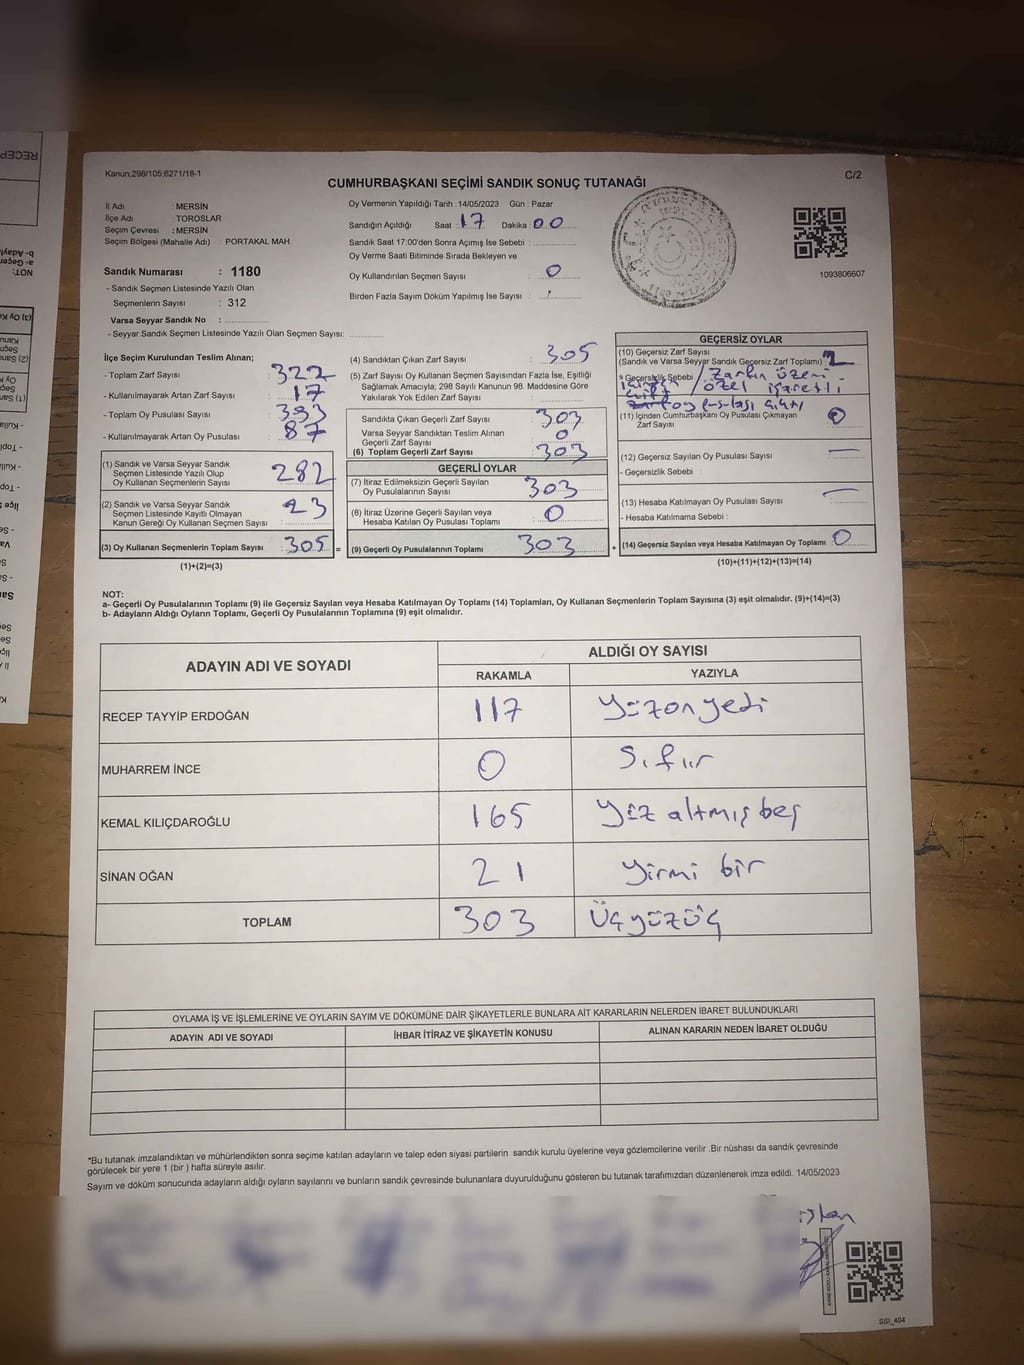 Kanun;298/105;6271/18-1
C/2
CUMHURBAŞKANI SEÇİMİ SANDIK SONUÇ TUTANAĞI
İl Adı : MERSİN
İlçe Adı : TOROSLAR
Seçim Çevresi : MERSİN
Seçim Bölgesi (Mahalle Adı) : PORTAKAL MAH.
Sandık Numarası : 1180
- Sandık Seçmen Listesinde Yazılı Olan
Seçmenlerin Sayısı : 312
Varsa Seyyar Sandık No :
- Seyyar Sandık Seçmen Listesinde Yazılı Olan Seçmen Sayısı:
Oy Vermenin Yapıldığı Tarih :14/05/2023 Gün : Pazar
Sandığın Açıldığı Saat 17 Dakika : 00
Sandık Saat 17:00'den Sonra Açımış İse Sebebi :
Oy Verme Saati Bitiminde Sırada Bekleyen ve
Oy Kullandırılan Seçmen Sayısı : 0
Birden Fazla Sayım Döküm Yapılmış İse Sayısı :
1093806607
İlçe Seçim Kurulundan Teslim Alınan;
- Toplam Zarf Sayısı : 322
- Kullanılmayarak Artan Zarf Sayısı : 17
- Toplam Oy Pusulası Sayısı :
- Kullanılmayarak Artan Oy Pusulası : 87
(1) Sandık ve Varsa Seyyar Sandık
Seçmen Listesinde Yazılı Olup
Oy Kullanan Seçmenlerin Sayısı : 282
(2) Sandık ve Varsa Seyyar Sandık
Seçmen Listesinde Kayıtlı Olmayan
Kanun Gereği Oy Kullanan Seçmen Sayısı : 23
(3) Oy Kullanan Seçmenlerin Toplam Sayısı : 305 =
(1)+(2)=(3)
(4) Sandıktan Çıkan Zarf Sayısı : 305
(5) Zarf Sayısı Oy Kullanan Seçmen Sayısından Fazla İse, Eşitliği
Sağlamak Amacıyla, 298 Sayılı Kanunun 98. Maddesine Göre
Yakılarak Yok Edilen Zarf Sayısı :
Sandıkta Çıkan Geçerli Zarf Sayısı : 303
Varsa Seyyar Sandıktan Teslim Alınan
Geçerli Zarf Sayısı : 0
(6) Toplam Geçerli Zarf Sayısı : 303
GEÇERLİ OYLAR
(7) İtiraz Edilmeksizin Geçerli Sayılan
Oy Pusulalarının Sayısı : 303
(8) İtiraz Üzerine Geçerli Sayılan veya
Hesaba Katılan Oy Pusulası Toplamı : 0
(9) Geçerli Oy Pusulalarının Toplamı : 303 +
GEÇERSİZ OYLAR
(10) Geçersiz Zarf Sayısı
(Sandık ve Varsa Seyyar Sandık Geçersiz Zarf Toplamı) : 2
- Geçersizlik Sebebi : / Zarfın üzeri
özel işaretli
(11) İçinden Cumhurbaşkanı Oy Pusulası Çıkmayan
Zarf Sayısı : 0
(12) Geçersiz Sayılan Oy Pusulası Sayısı : —
- Geçersizlik Sebebi :
(13) Hesaba Katılmayan Oy Pusulası Sayısı : —
- Hesaba Katılmama Sebebi :
(14) Geçersiz Sayılan veya Hesaba Katılmayan Oy Toplamı : 0
(10)+(11)+(12)+(13)=(14)
NOT:
a- Geçerli Oy Pusulalarının Toplamı (9) ile Geçersiz Sayılan veya Hesaba Katılmayan Oy Toplamı (14) Toplamları, Oy Kullanan Seçmenlerin Toplam Sayısına (3) eşit olmalıdır. (9)+(14)=(3)
b- Adayların Aldığı Oyların Toplamı, Geçerli Oy Pusulalarının Toplamına (9) eşit olmalıdır.
ADAYIN ADI VE SOYADI ALDIĞI OY SAYISI
RAKAMLA YAZIYLA
RECEP TAYYİP ERDOĞAN 117 Yüzonyedi
MUHARREM İNCE 0 Sıfır
KEMAL KILIÇDAROĞLU 165 Yüz altmış beş
SİNAN OĞAN 21 Yirmi bir
TOPLAM 303 Üçyüzüç
OYLAMA İŞ VE İŞLEMLERİNE VE OYLARIN SAYIM VE DÖKÜMÜNE DAİR ŞİKAYETLERLE BUNLARA AİT KARARLARIN NELERDEN İBARET BULUNDUKLARI
ADAYIN ADI VE SOYADI İHBAR İTİRAZ VE ŞİKAYETİN KONUSU ALINAN KARARIN NEDEN İBARET OLDUĞU
*Bu tutanak imzalandıktan ve mühürlendikten sonra seçime katılan adayların ve talep eden siyasi partilerin sandık kurulu üyelerine veya gözlemcilerine verilir .Bir nüshası da sandık çevresinde
görülecek bir yere 1 (bir ) hafta süreyle asılır.
Sayım ve döküm sonucunda adayların aldığı oyların sayılarını ve bunların sandık çevresinde bulunanlara duyurulduğunu gösteren bu tutanak tarafımızdan düzenlenerek imza edildi. 14/05/2023
SSI_404